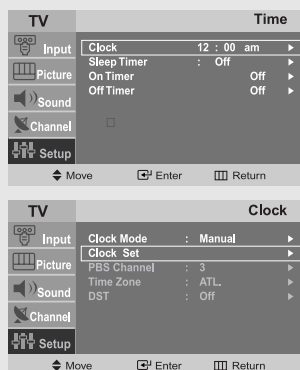 TV Time
Input
Picture
Sound
Channel
Setup
Clock 12 : 00 am
Sleep Timer : Off
On Timer Off
Off Timer Off
Move Enter Return
TV Clock
Input
Picture
Sound
Channel
Setup
Clock Mode : Manual
Clock Set
PBS Channel : 3
Time Zone : ATL.
DST : Off
Move Enter Return